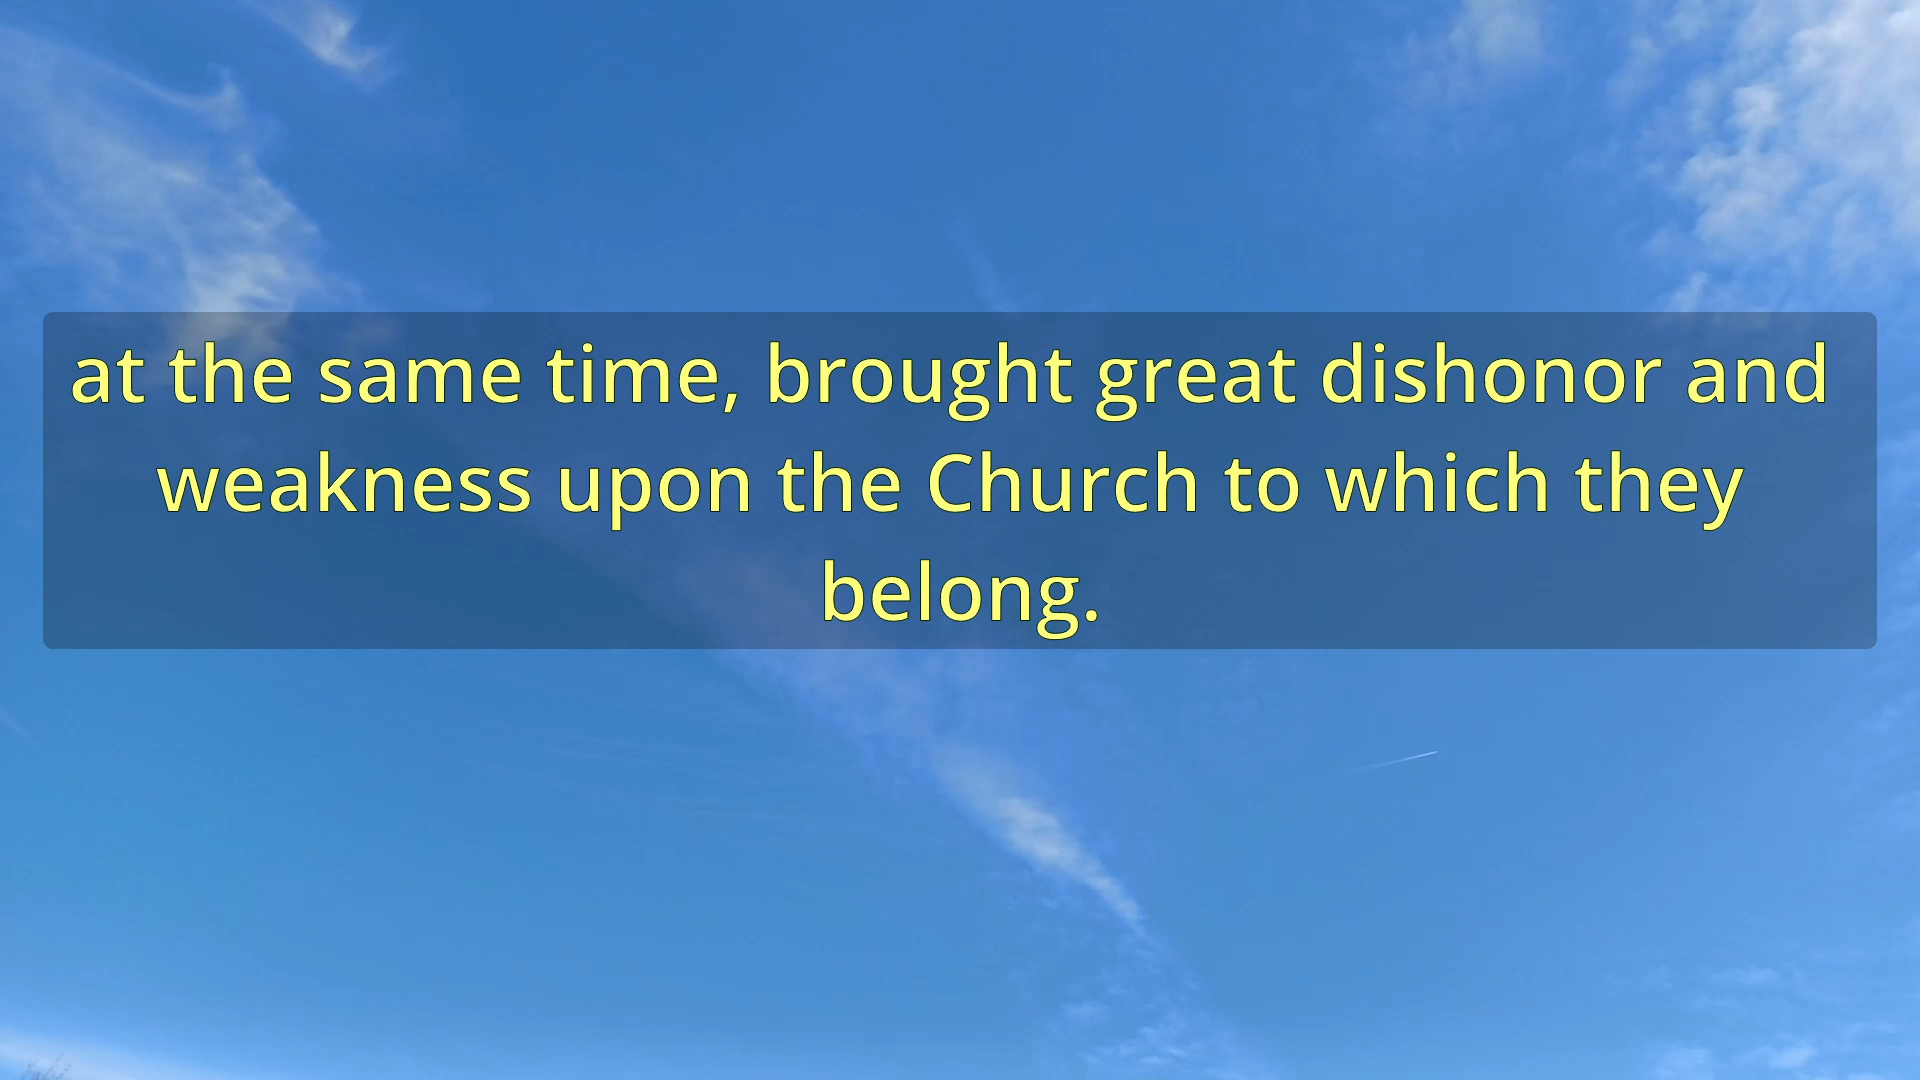 at the same time, brought great dishonor and
weakness upon the Church to which they
belong.